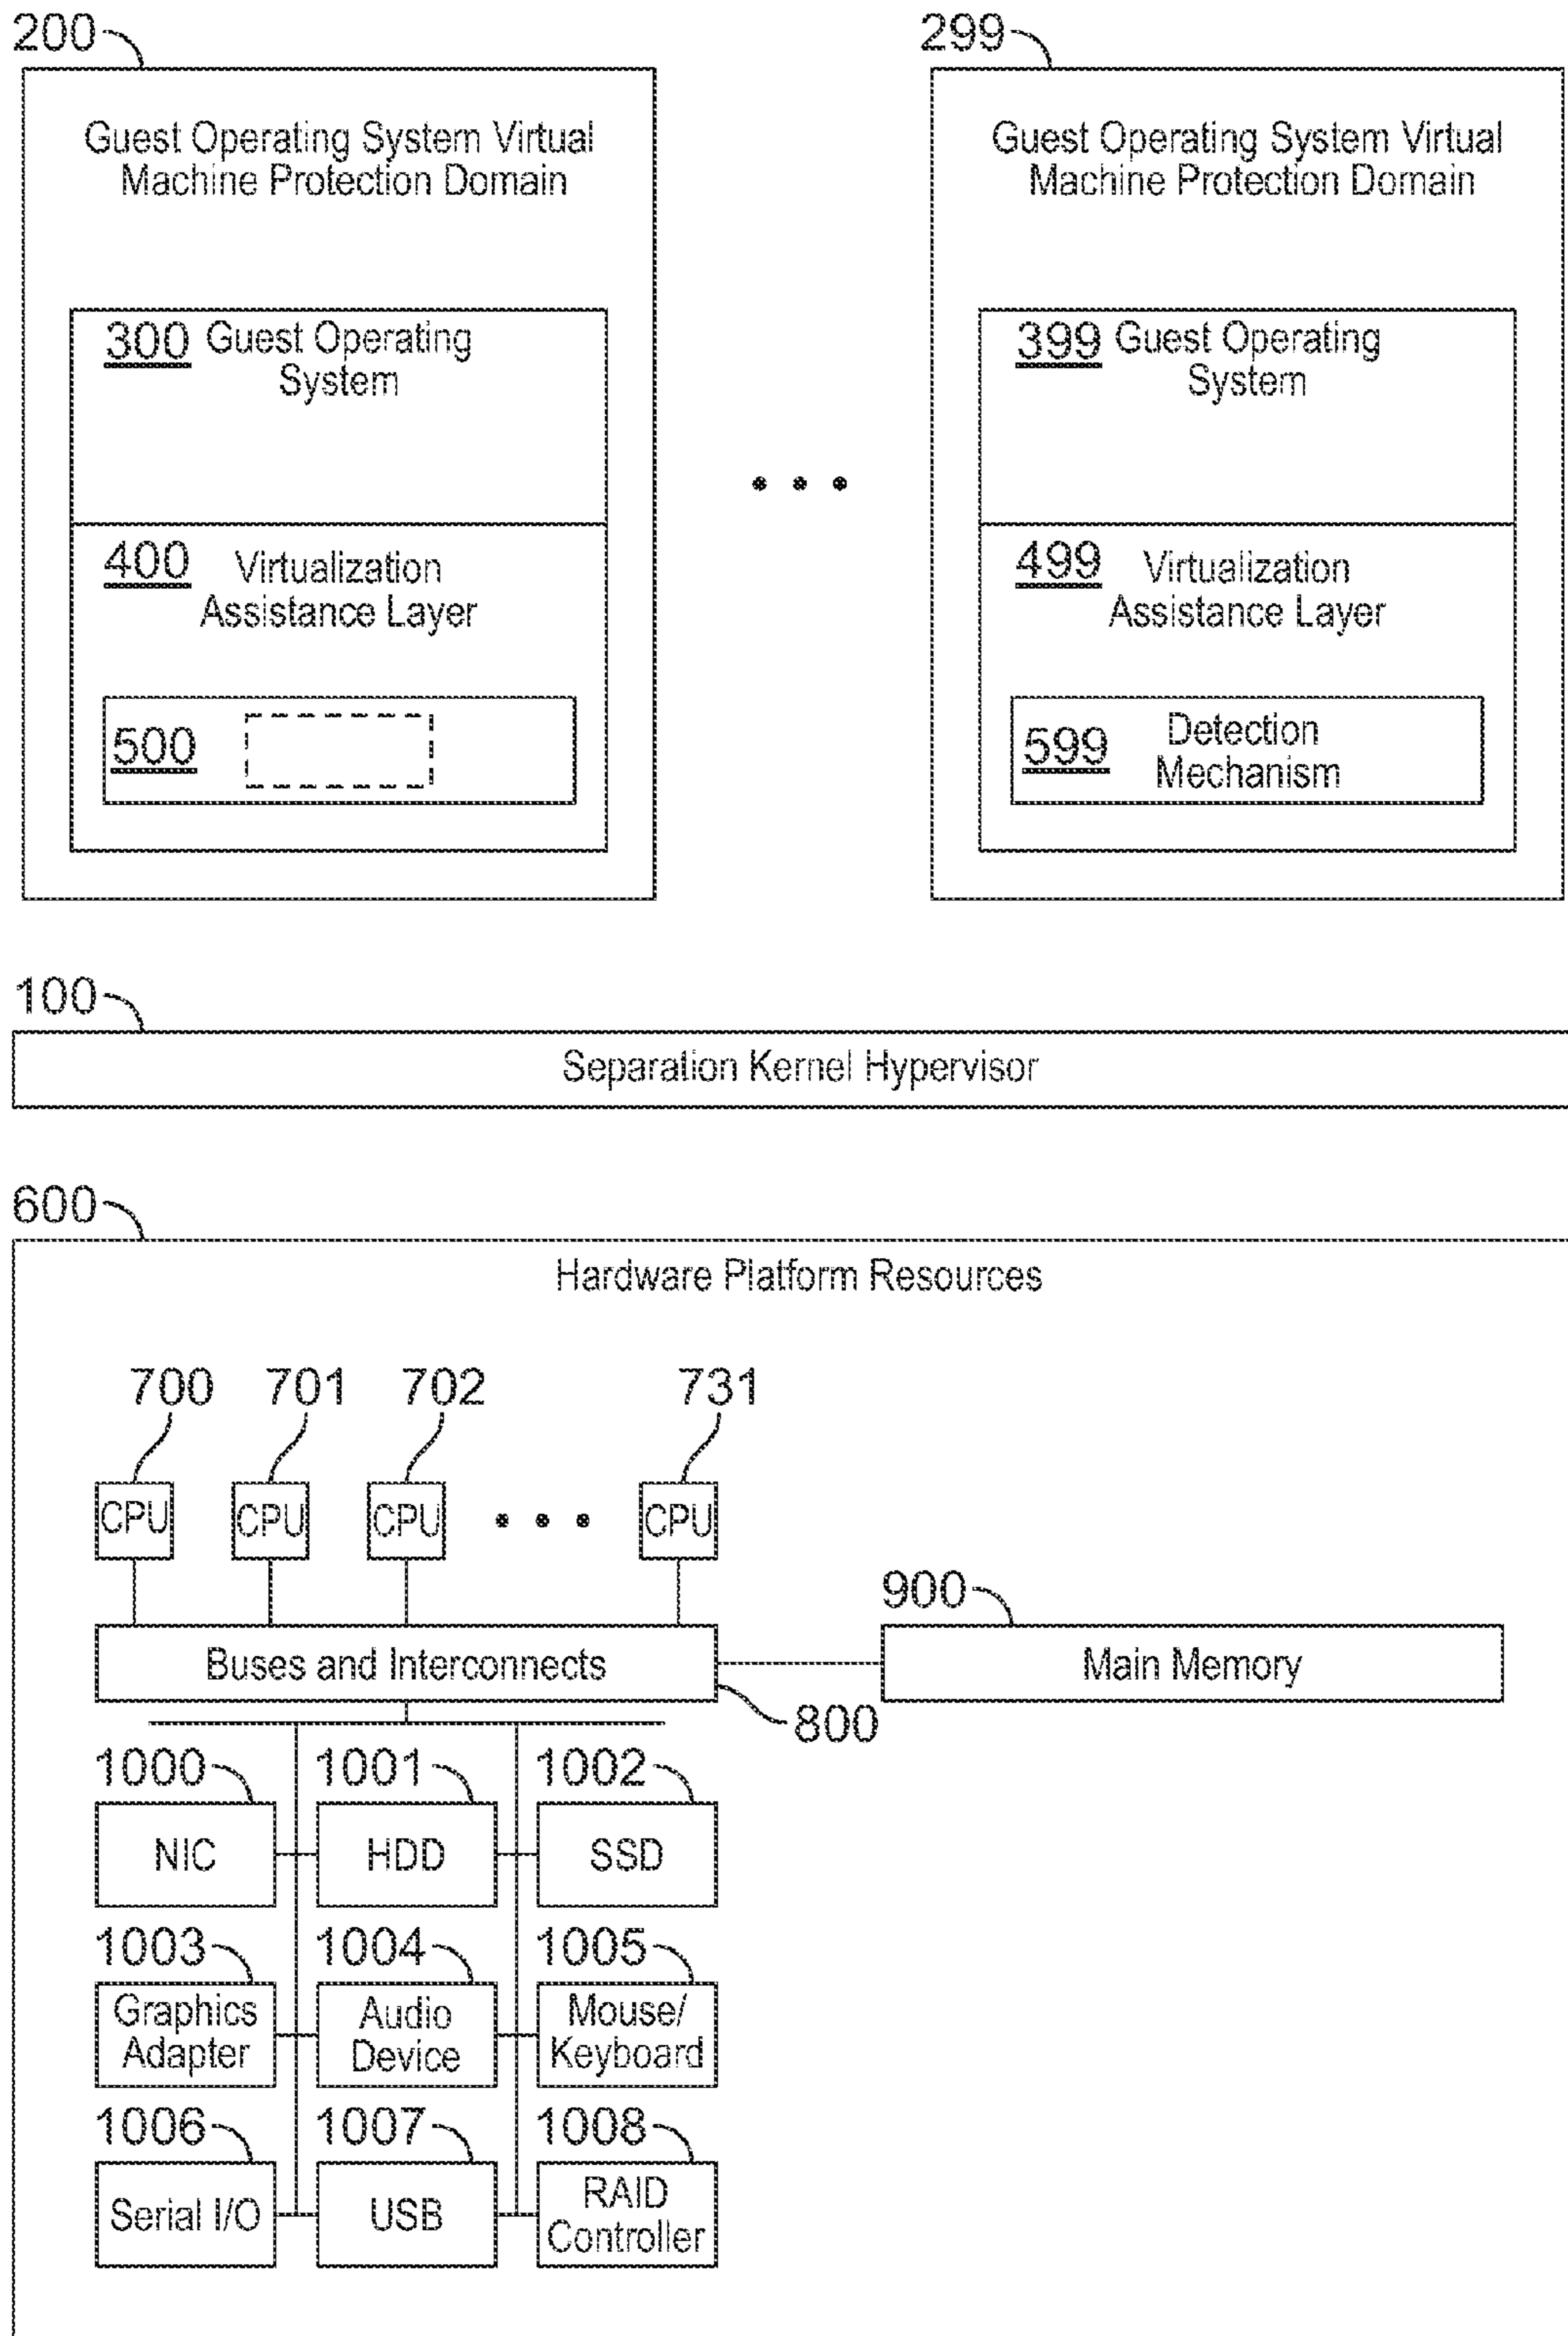 200
299
Guest Operating System Virtual
Machine Protection Domain
Guest Operating System Virtual
Machine Protection Domain
300 Guest Operating
System
399 Guest Operating
System
400 Virtualization
Assistance Layer
499 Virtualization
Assistance Layer
500
599 Detection
Mechanism
100
Separation Kernel Hypervisor
600
Hardware Platform Resources
700 701 702 731
CPU CPU CPU CPU
900
Buses and Interconnects
Main Memory
800
1000 1001 1002
NIC HDD SSD
1003 1004 1005
Graphics
Adapter
Audio
Device
Mouse/
Keyboard
1006 1007 1008
Serial I/O
USB
RAID
Controller